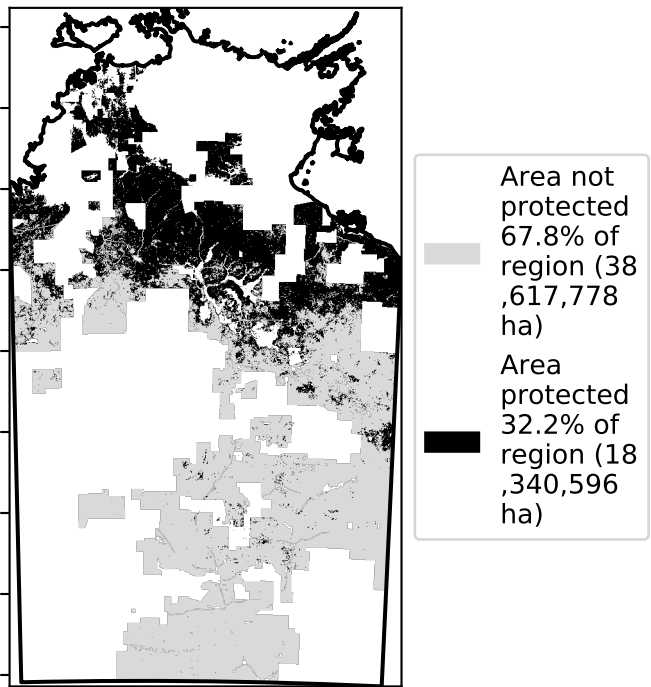 Area not
protected
67.8% of
region (38
,617,778
ha)
Area
protected
32.2% of
region (18
,340,596
ha)